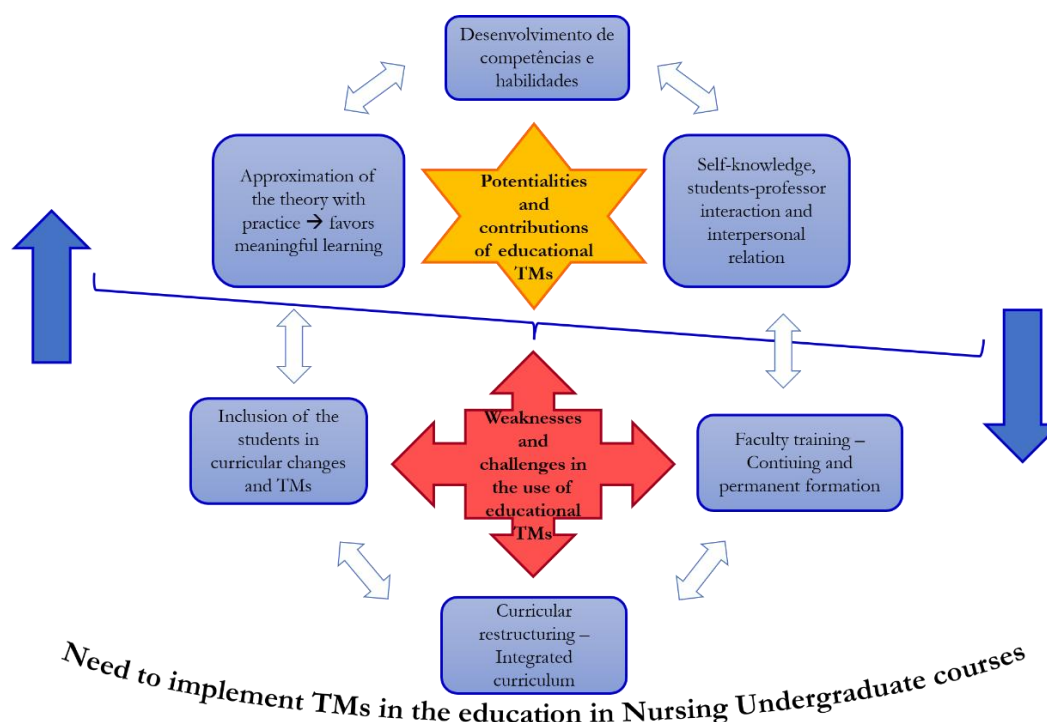 Desenvolvimento de
competências e
habilidades
Approximation of
the theory with
practice → favors
meaningful learning
Potentialities
and
contributions
of educational
TMs
Self-knowledge,
students-professor
interaction and
interpersonal
relation
Inclusion of the
students in
curricular changes
and TMs
Weaknesses
and
challenges in
the use of
educational
TMs
Faculty training –
Contiuing and
permanent formation
Curricular
restructuring –
Integrated
curriculum
Need to implement TMs in the education in Nursing Undergraduate courses